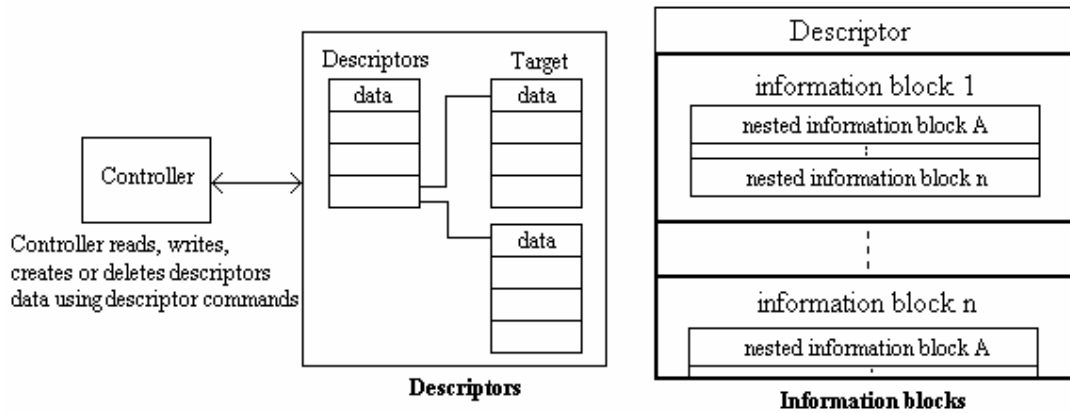 Descriptors
Target
data
data
data
Controller
Controller reads, writes,
creates or deletes descriptors
data using descriptor commands
Descriptors
Descriptor
information block 1
nested information block A
nested information block n
information block n
nested information block A
Information blocks